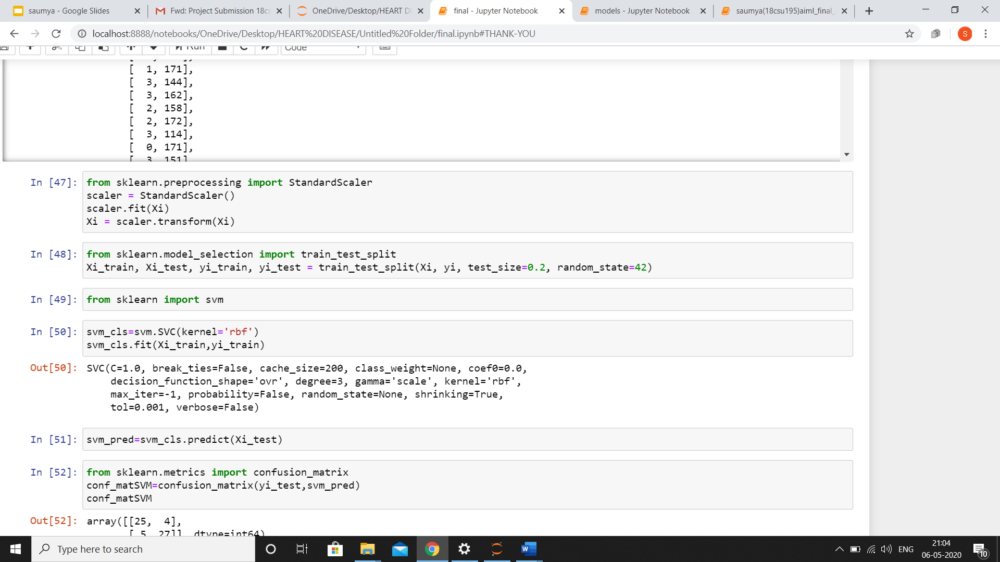 saumya - Google Slides
Fwd: Project Submission 18cs
OneDrive/Desktop/HEART DI
final - Jupyter Notebook
models - Jupyter Notebook
saumya(18csu195)aiml_final_
localhost:8888/notebooks/OneDrive/Desktop/HEART%20DISEASE/Untitled%20Folder/final.ipynb#THANK-YOU
S
Run
Code
[  1, 171],
[  3, 144],
[  3, 162],
[  2, 158],
[  2, 172],
[  3, 114],
[  0, 171],
[  3, 151]
In [47]: from sklearn.preprocessing import StandardScaler
scaler = StandardScaler()
scaler.fit(Xi)
Xi = scaler.transform(Xi)
In [48]: from sklearn.model_selection import train_test_split
Xi_train, Xi_test, yi_train, yi_test = train_test_split(Xi, yi, test_size=0.2, random_state=42)
In [49]: from sklearn import svm
In [50]: svm_cls=svm.SVC(kernel='rbf')
svm_cls.fit(Xi_train,yi_train)
Out[50]: SVC(C=1.0, break_ties=False, cache_size=200, class_weight=None, coef0=0.0,
decision_function_shape='ovr', degree=3, gamma='scale', kernel='rbf',
max_iter=-1, probability=False, random_state=None, shrinking=True,
tol=0.001, verbose=False)
In [51]: svm_pred=svm_cls.predict(Xi_test)
In [52]: from sklearn.metrics import confusion_matrix
conf_matSVM=confusion_matrix(yi_test,svm_pred)
conf_matSVM
Out[52]: array([[25,  4],
[ 5, 27]], dtype=int64)
Type here to search
ENG
21:04
06-05-2020
10